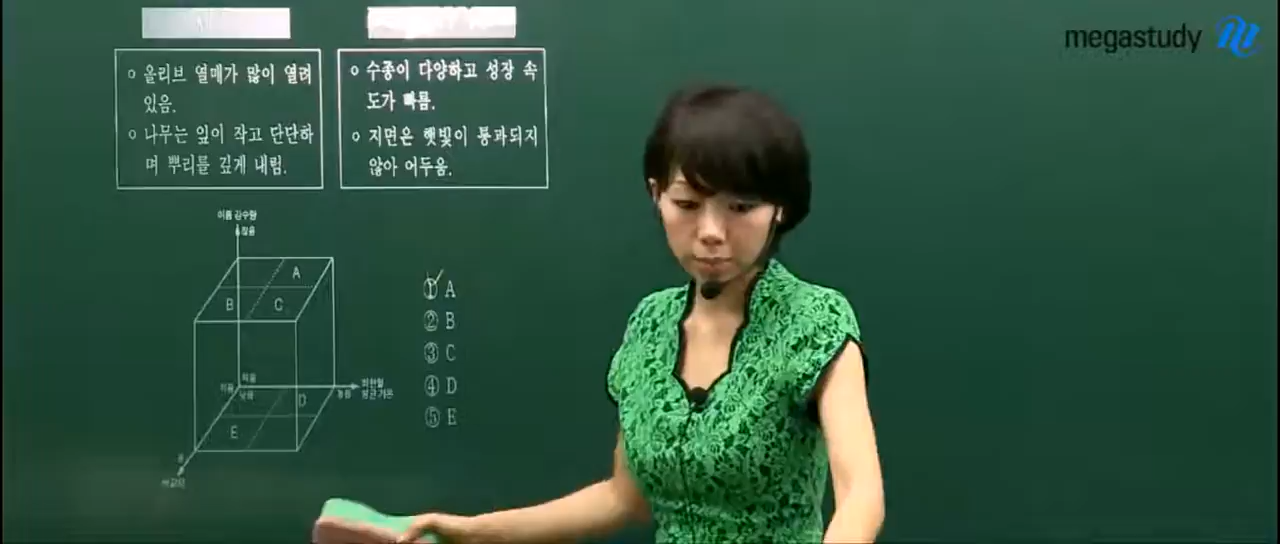 megastudy
○ 올리브 열매가 많이 열려
있음.
○ 나무는 잎이 작고 단단하
며 뿌리를 깊게 내림.
○ 수종이 다양하고 성장 속
도가 빠름.
○ 지면은 햇빛이 통과되지
않아 어두움.
많음
A
B C
D
E
① A
② B
③ C
④ D
⑤ E